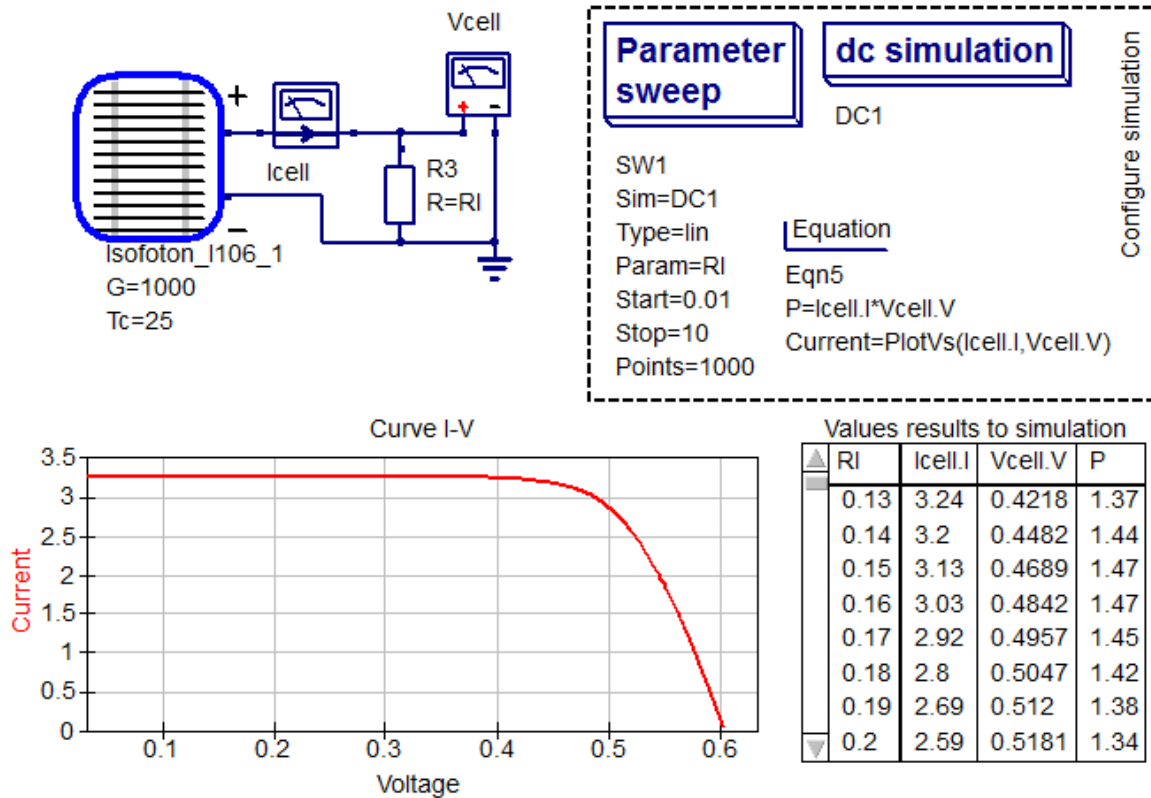 Vcell
+
+ -
Icell
R3
R=Rl
−
Isofoton_I106_1
G=1000
Tc=25
Parameter
sweep
dc simulation
DC1
SW1
Sim=DC1
Type=lin
Param=Rl
Start=0.01
Stop=10
Points=1000
Equation
Eqn5
P=Icell.I*Vcell.V
Current=PlotVs(Icell.I,Vcell.V)
Configure simulation
Curve I-V
3.5
3
2.5
2
1.5
1
0.5
0
Current
0.1 0.2 0.3 0.4 0.5 0.6
Voltage
Values results to simulation
Rl Icell.I Vcell.V P
0.13 3.24 0.4218 1.37
0.14 3.2 0.4482 1.44
0.15 3.13 0.4689 1.47
0.16 3.03 0.4842 1.47
0.17 2.92 0.4957 1.45
0.18 2.8 0.5047 1.42
0.19 2.69 0.512 1.38
0.2 2.59 0.5181 1.34